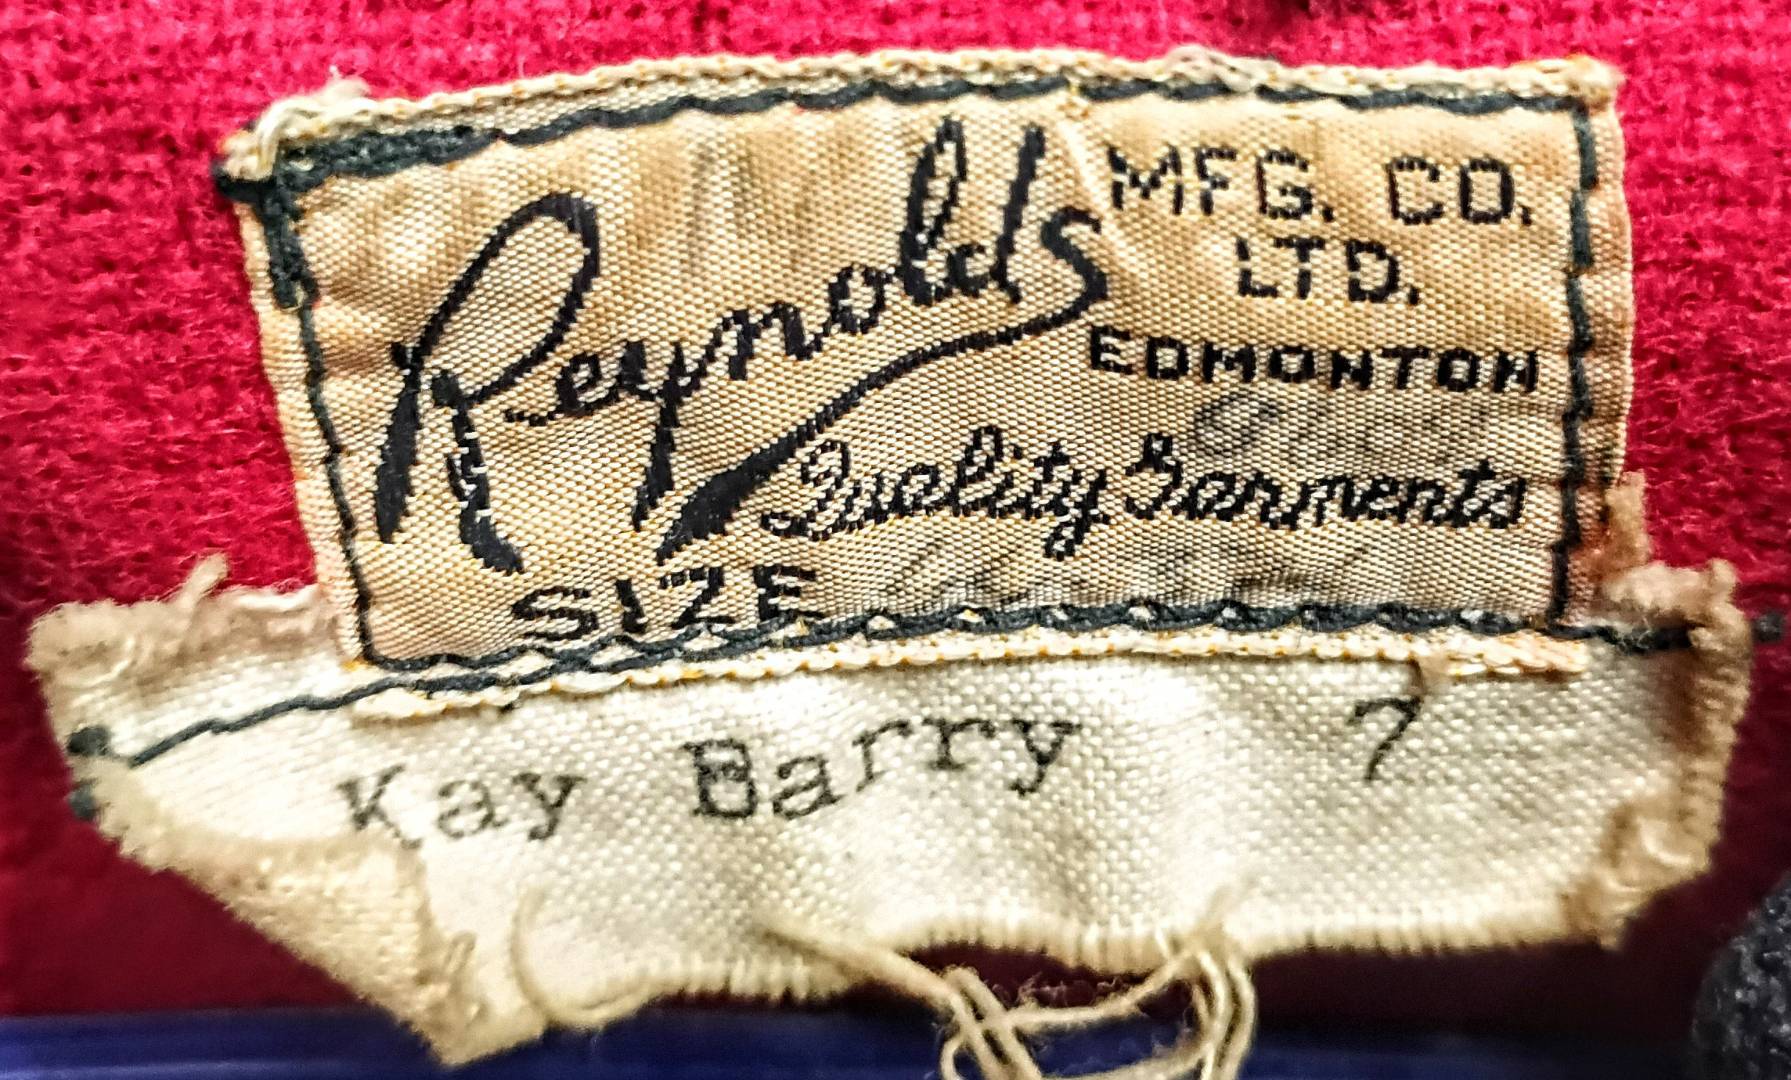 Reynolds
MFG. CO.
LTD.
EDMONTON
Quality Garments
SIZE
Kay Barry 7